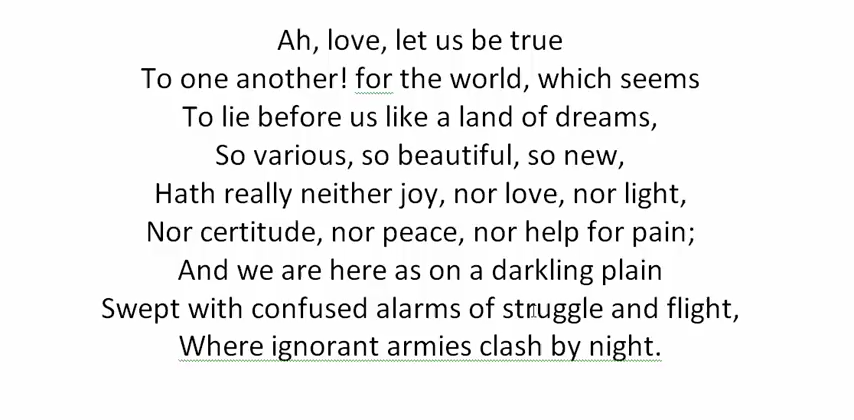 Ah, love, let us be true
To one another! for the world, which seems
To lie before us like a land of dreams,
So various, so beautiful, so new,
Hath really neither joy, nor love, nor light,
Nor certitude, nor peace, nor help for pain;
And we are here as on a darkling plain
Swept with confused alarms of struggle and flight,
Where ignorant armies clash by night.